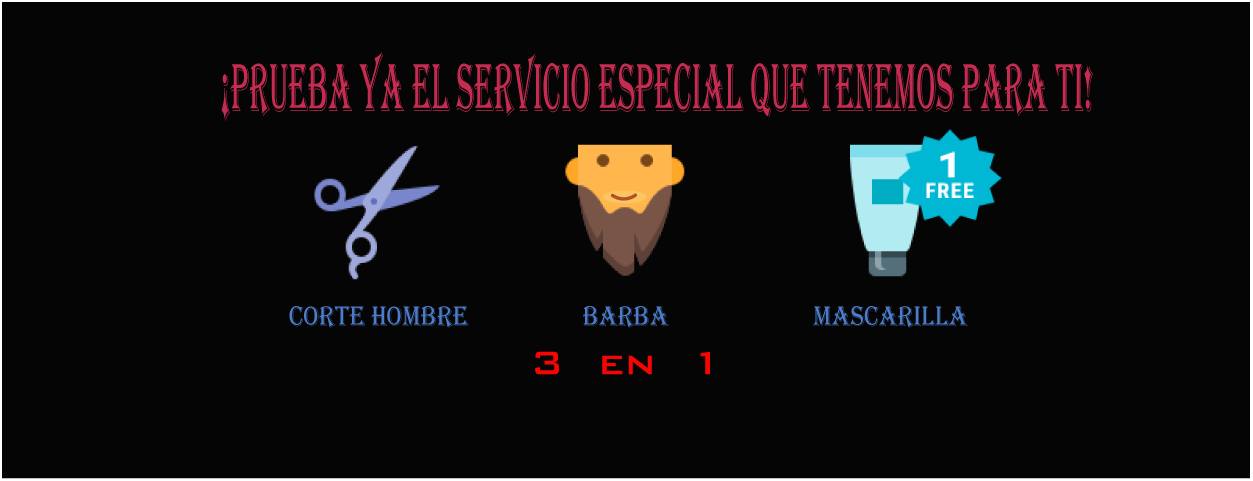 ¡PRUEBA YA EL SERVICIO ESPECIAL QUE TENEMOS PARA TI!
1
FREE
CORTE HOMBRE
BARBA
MASCARILLA
3 EN 1